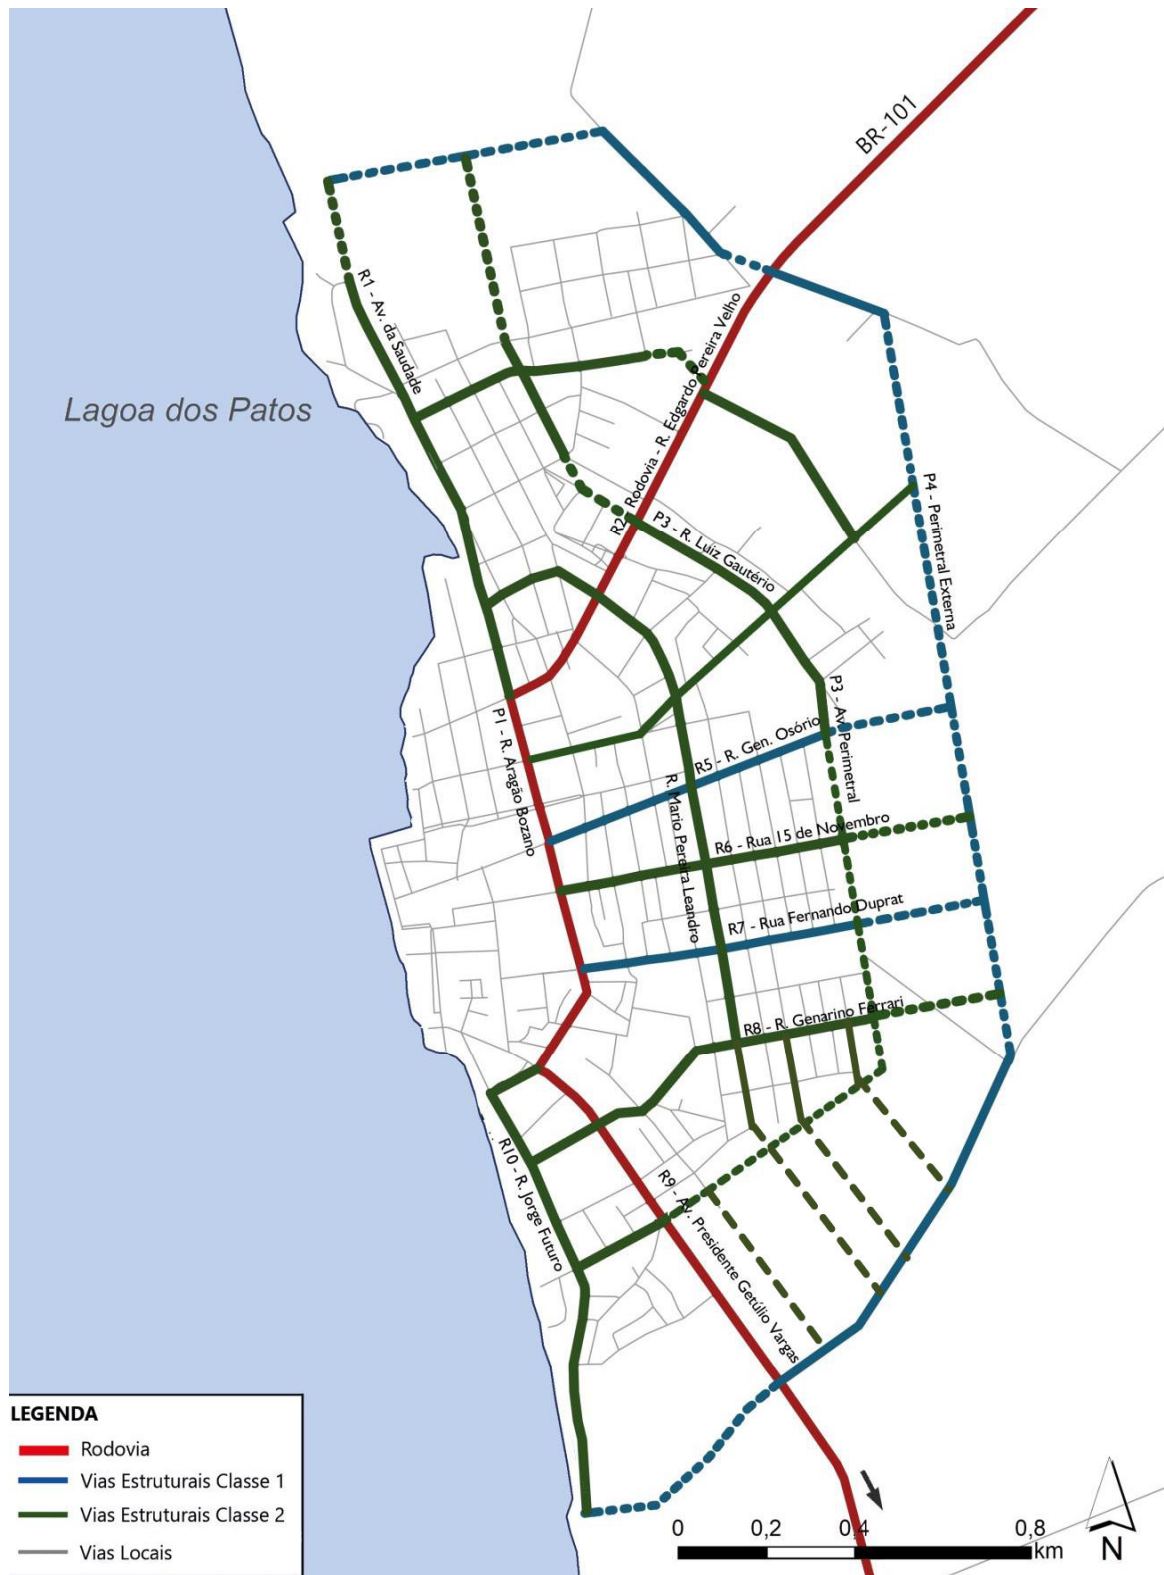 BR-101
R1 - Av. da Saudade
Lagoa dos Patos
R2 - Rodovia - R. Edgardo Pereira Velho
P3 - R. Luiz Gautério
P4 - Perimetral Externa
P3 - Av. Perimetral
P1 - R. Aragão Bozano
R5 - R. Gen. Osório
R. Mario Pereira Leandro
R6 - Rua 15 de Novembro
R7 - Rua Fernando Duprat
R8 - R. Genarino Ferrari
R10 - R. Jorge Futuro
R9 - Av. Presidente Getúlio Vargas
LEGENDA
Rodovia
Vias Estruturais Classe 1
Vias Estruturais Classe 2
Vias Locais
0 0,2 0,4 0,8
km
N